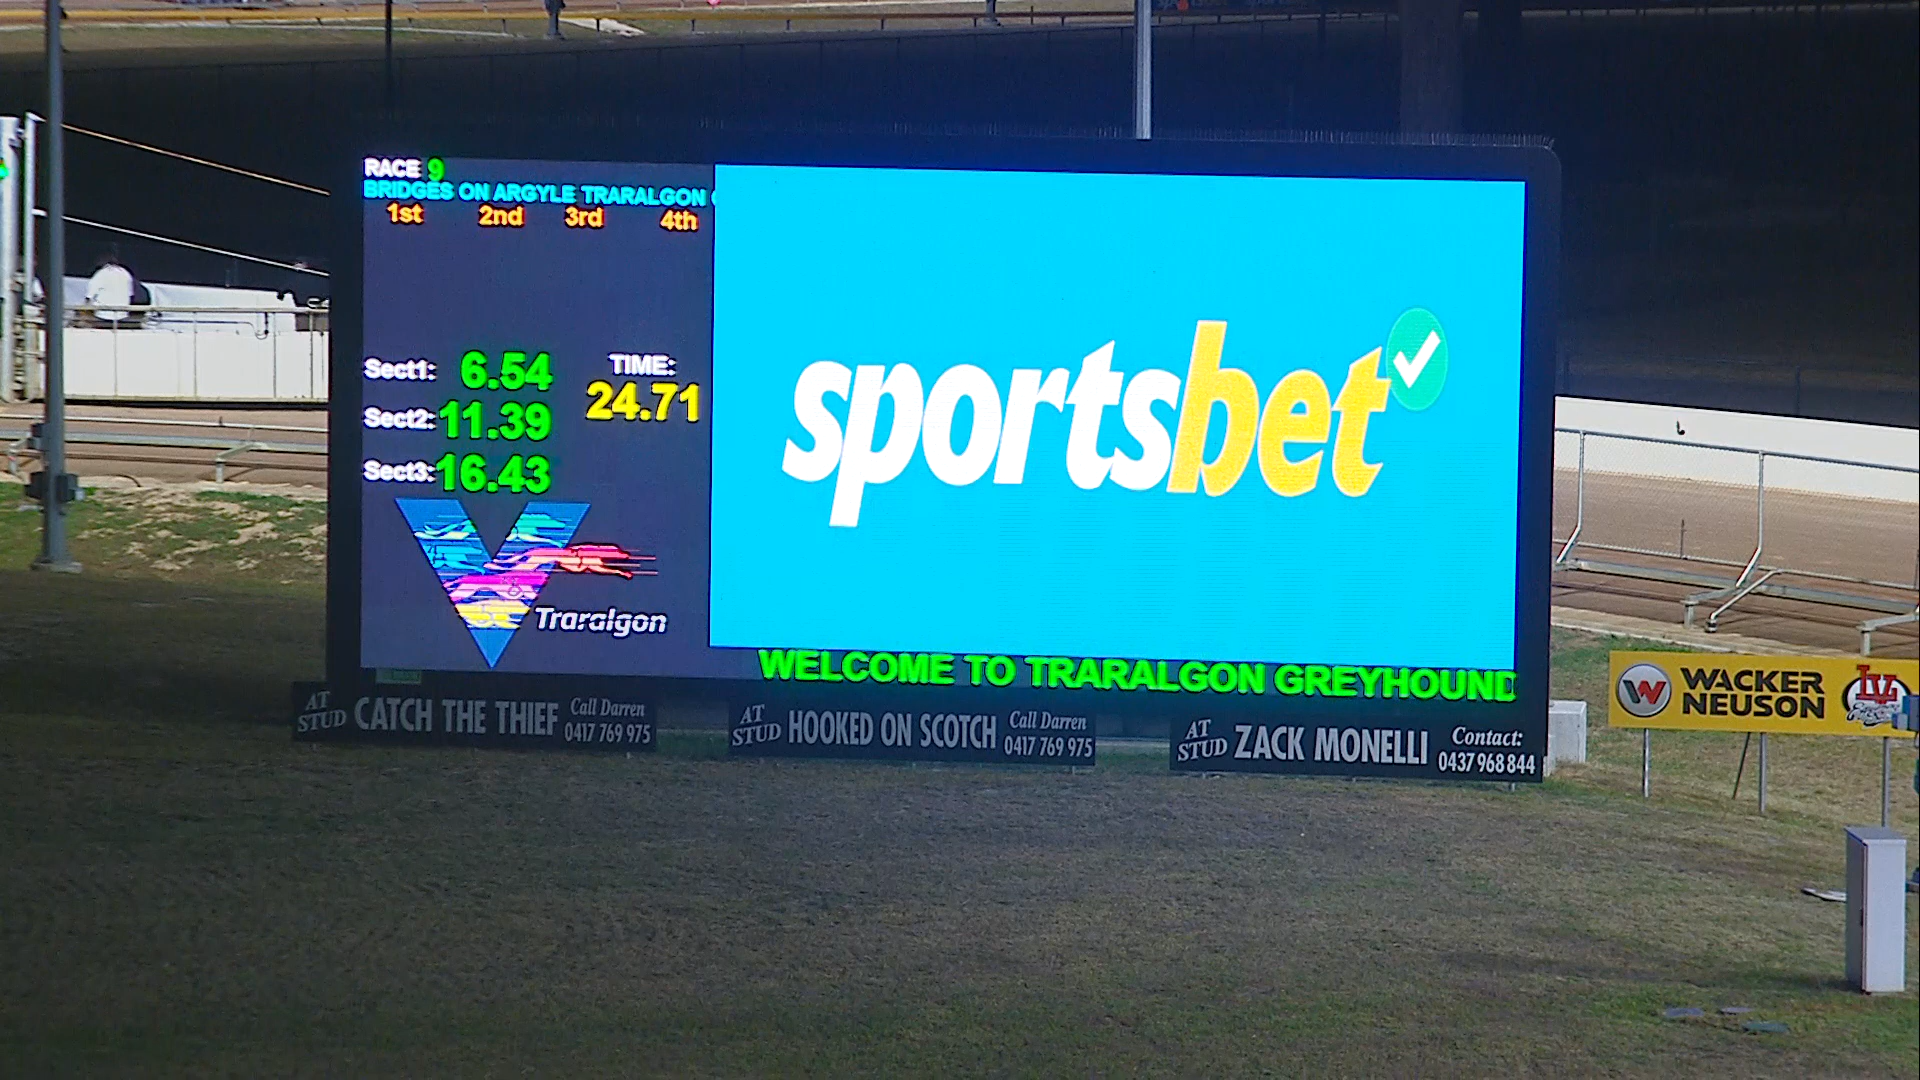 RACE 9
BRIDGES ON ARGYLE TRARALGON
1st 2nd 3rd 4th
Sect1: 6.54
TIME:
24.71
Sect2: 11.39
Sect3: 16.43
Traralgon
sportsbet
WELCOME TO TRARALGON GREYHOUND
AT STUD CATCH THE THIEF Call Darren 0417 769 975
AT STUD HOOKED ON SCOTCH Call Darren 0417 769 975
AT STUD ZACK MONELLI Contact: 0437 968 844
WACKER
NEUSON
LVL